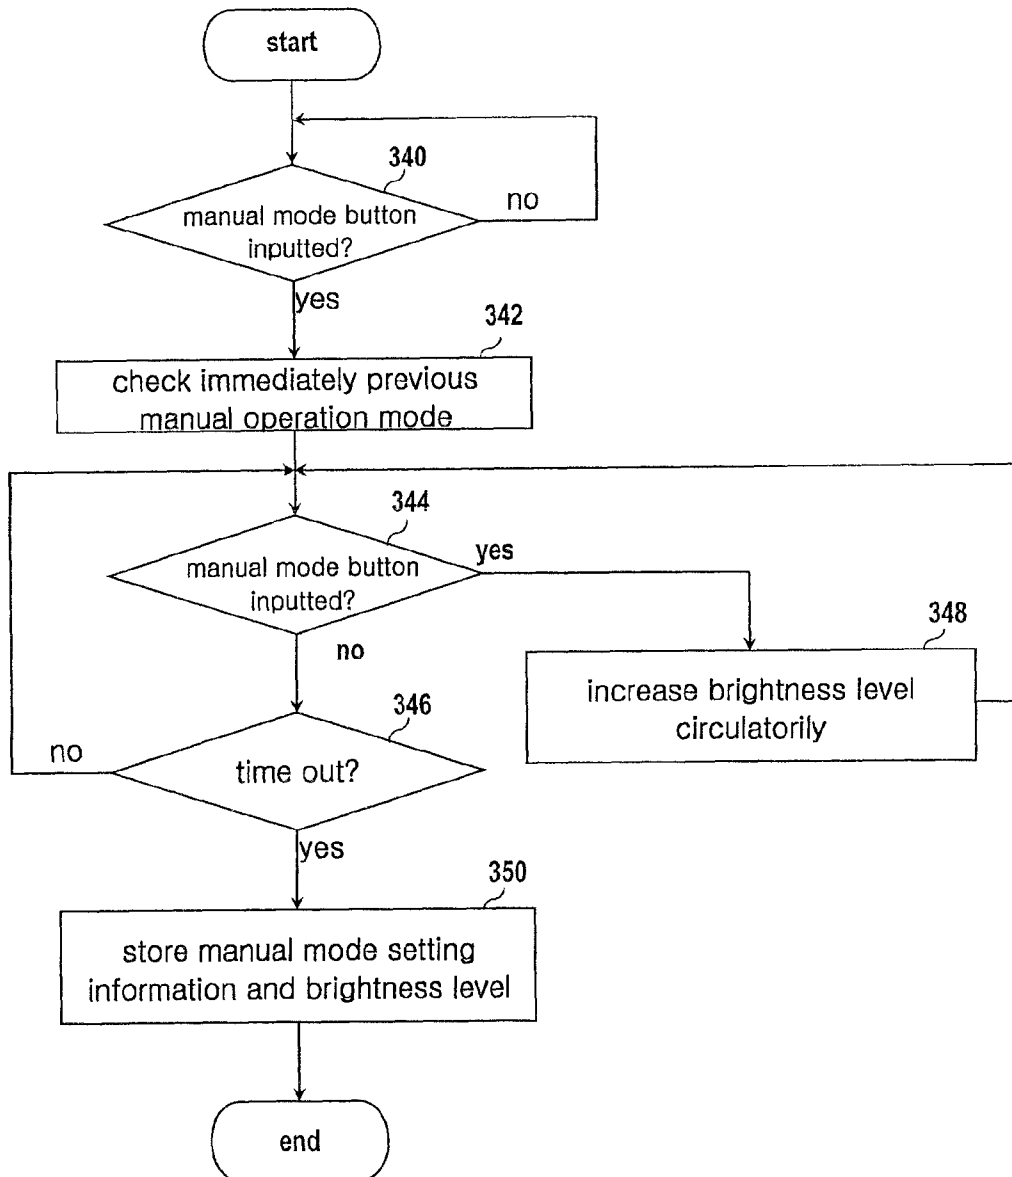 start
340
manual mode button
inputted?
no
yes
342
check immediately previous
manual operation mode
344
manual mode button
inputted?
yes
no
348
increase brightness level
circulatorily
346
time out?
no
yes
350
store manual mode setting
information and brightness level
end